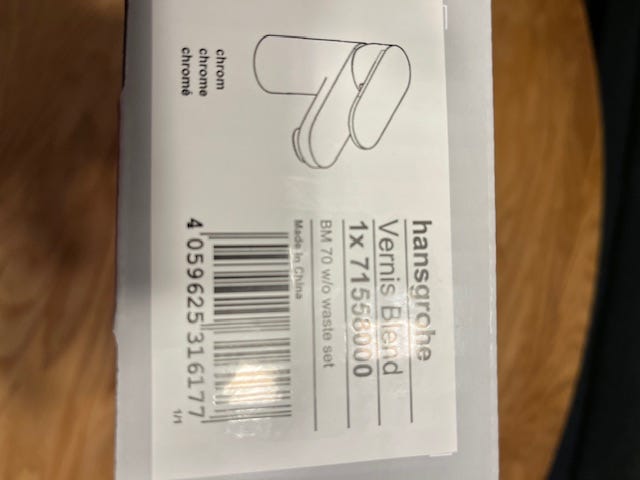 chrom
chrome
chromé
hansgrohe
Vernis Blend
1x 71558000
BM 70 w/o waste set
Made in China
4 059625 316177
1/1